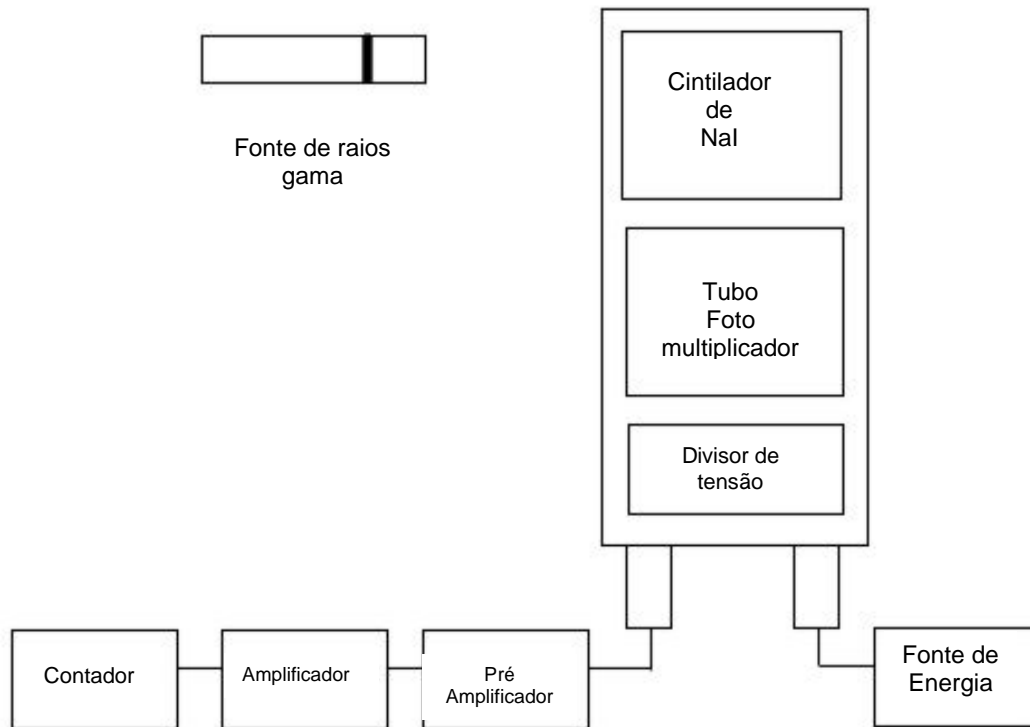 Fonte de raios
gama
Cintilador
de
NaI
Tubo
Foto
multiplicador
Divisor de
tensão
Contador
Amplificador
Pré
Amplificador
Fonte de
Energia